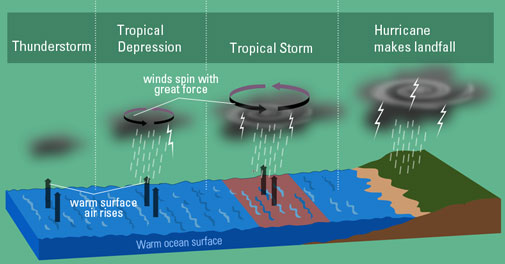 Thunderstorm
Tropical
Depression
Tropical Storm
Hurricane
makes landfall
winds spin with
great force
warm surface
air rises
Warm ocean surface